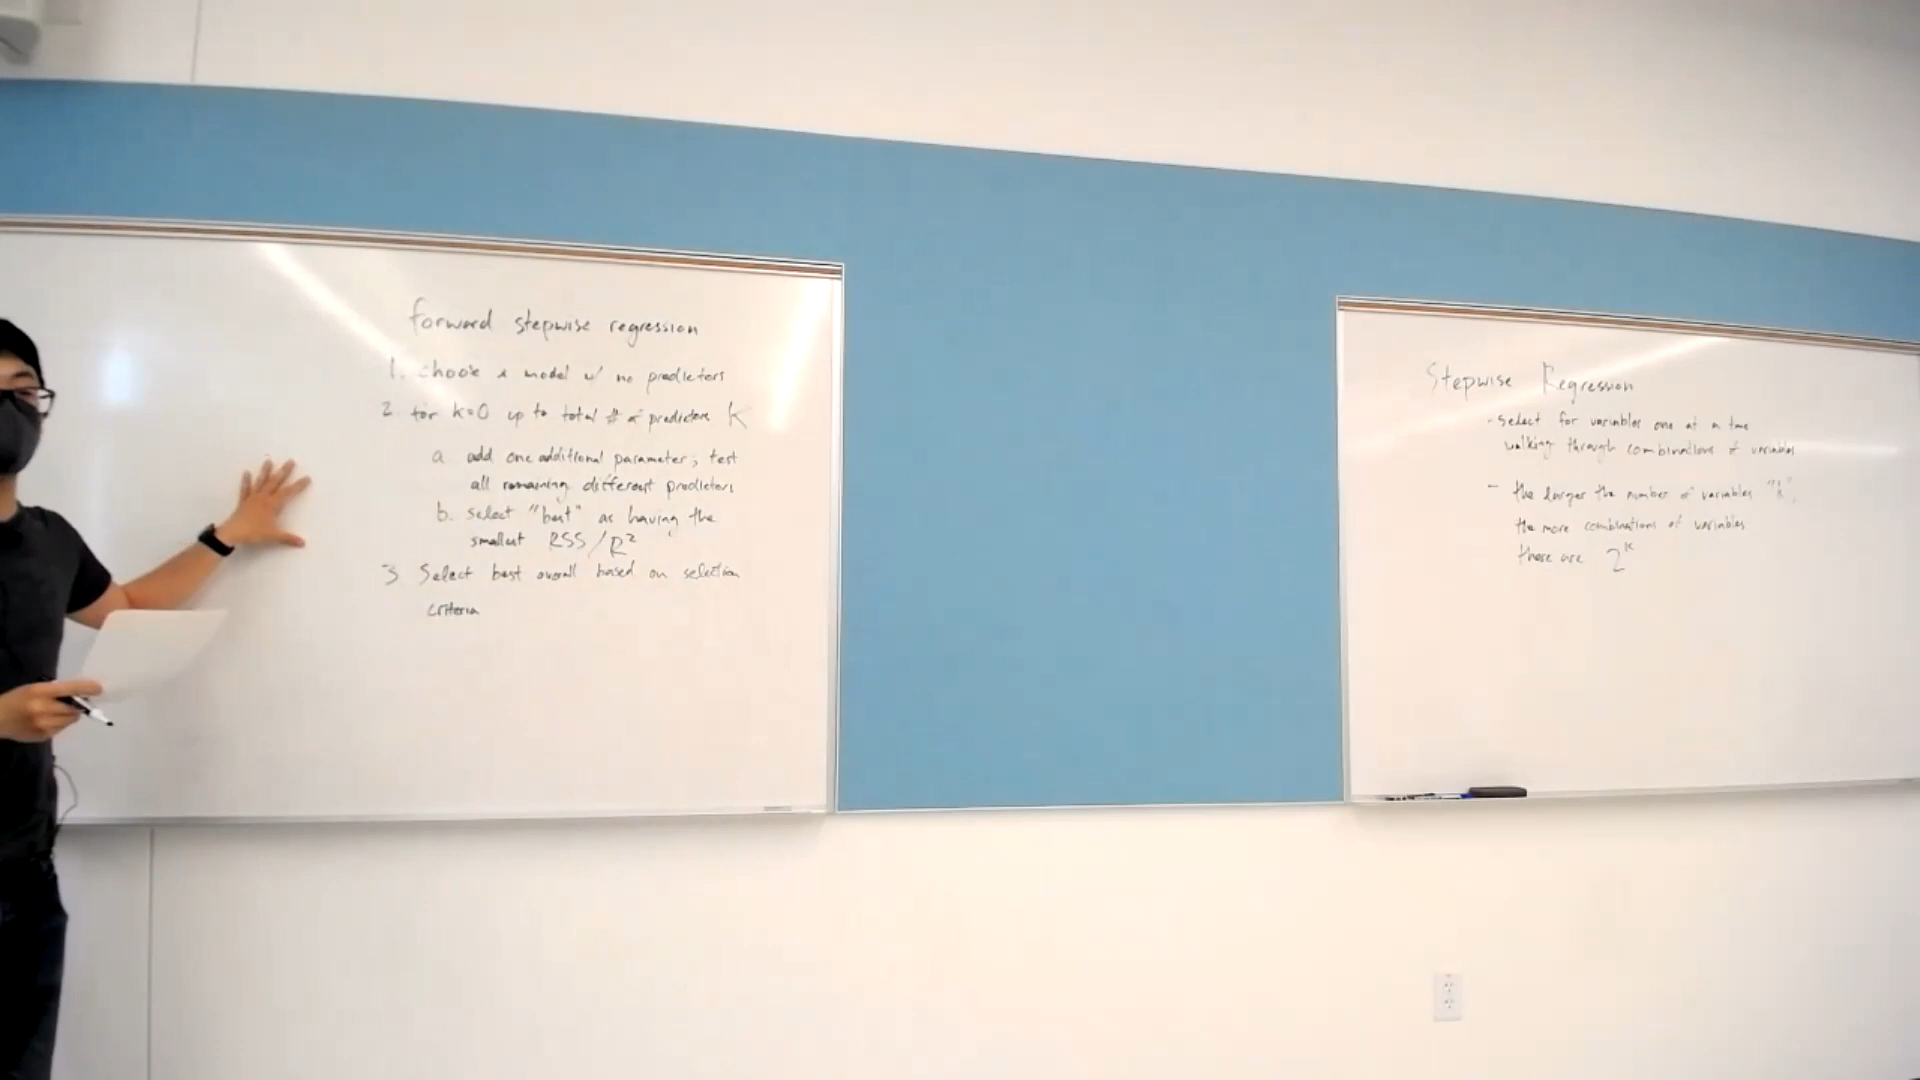 forward stepwise regression
1. choose a model w/ no predictors
2. for k=0 up to total # of predictors K
a. add one additional parameter, test
all remaining different predictors
b. select "best" as having the
smallest RSS/R²
3 Select best overall based on selection
criteria
Stepwise Regression
- Select for variables one at a time
walking through combinations of variables
- the larger the number of variables "k",
the more combinations of variables
there are 2^k